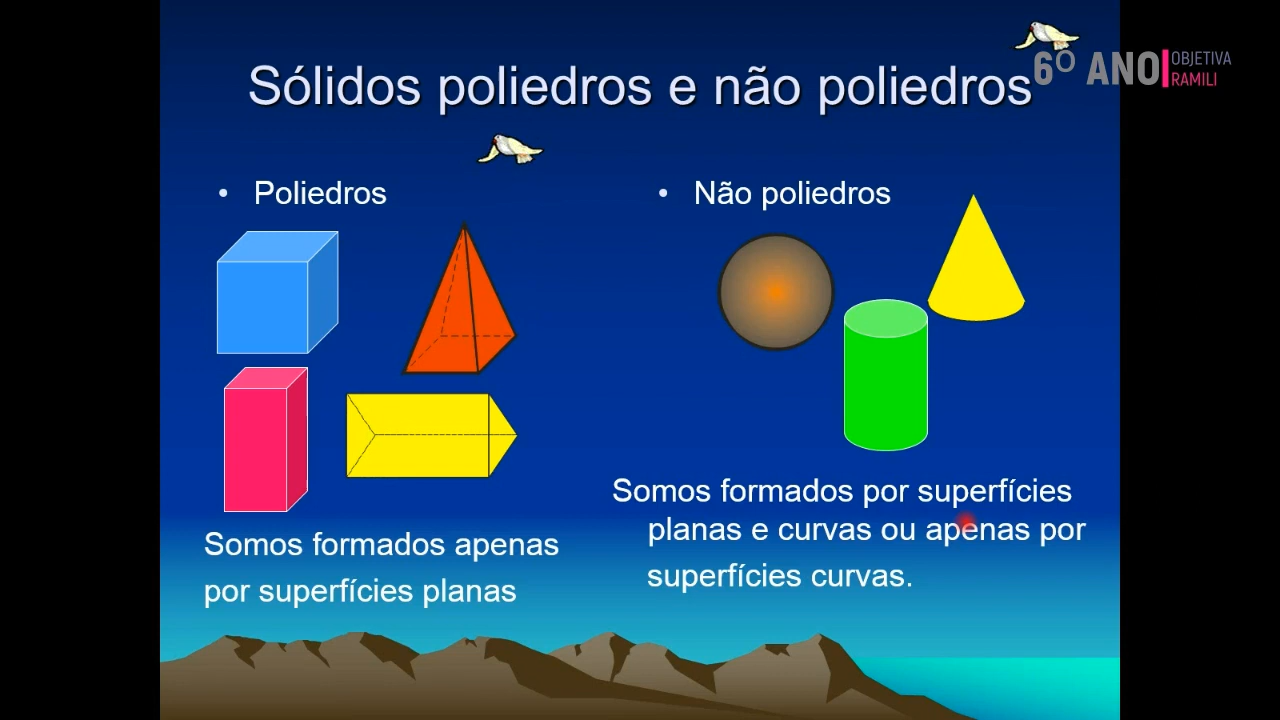 Sólidos poliedros e não poliedros
6º ANO
OBJETIVA
RAMILI
• Poliedros
• Não poliedros
Somos formados apenas
por superfícies planas
Somos formados por superfícies
planas e curvas ou apenas por
superfícies curvas.